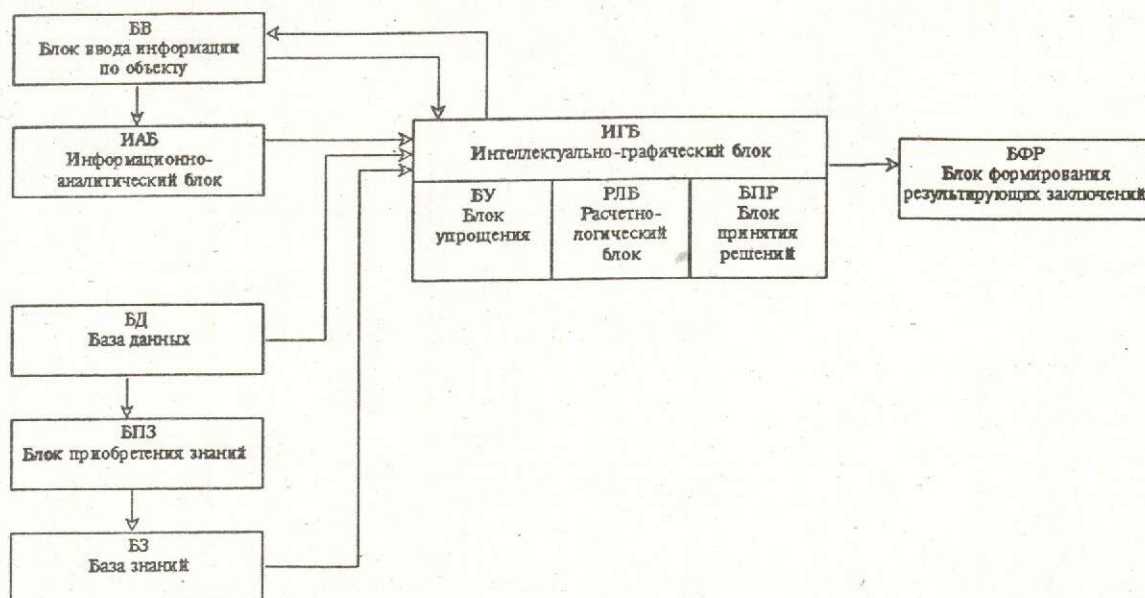 БВ
Блок ввода информации
по объекту
ИАБ
Информационно-
аналитический блок
ИГБ
Интеллектуально-графический блок
БУ
Блок
упрощения
РЛБ
Расчетно-
логический
блок
БПР
Блок
принятия
решений
БФР
Блок формирования
результирующих заключений
БД
База данных
БПЗ
Блок приобретения знаний
БЗ
База знаний